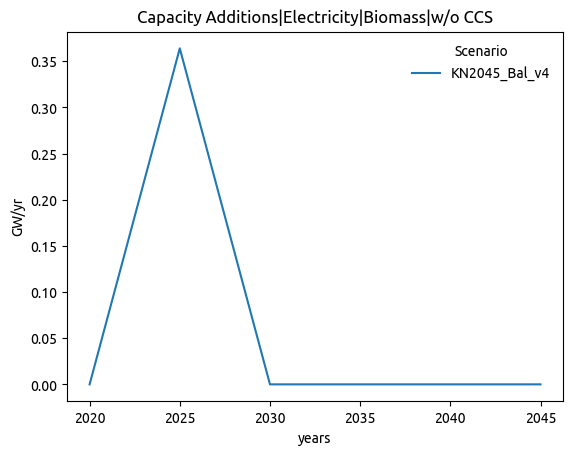 Capacity Additions|Electricity|Biomass|w/o CCS
Scenario
KN2045_Bal_v4
GW/yr
0.35
0.30
0.25
0.20
0.15
0.10
0.05
0.00
2020 2025 2030 2035 2040 2045
years